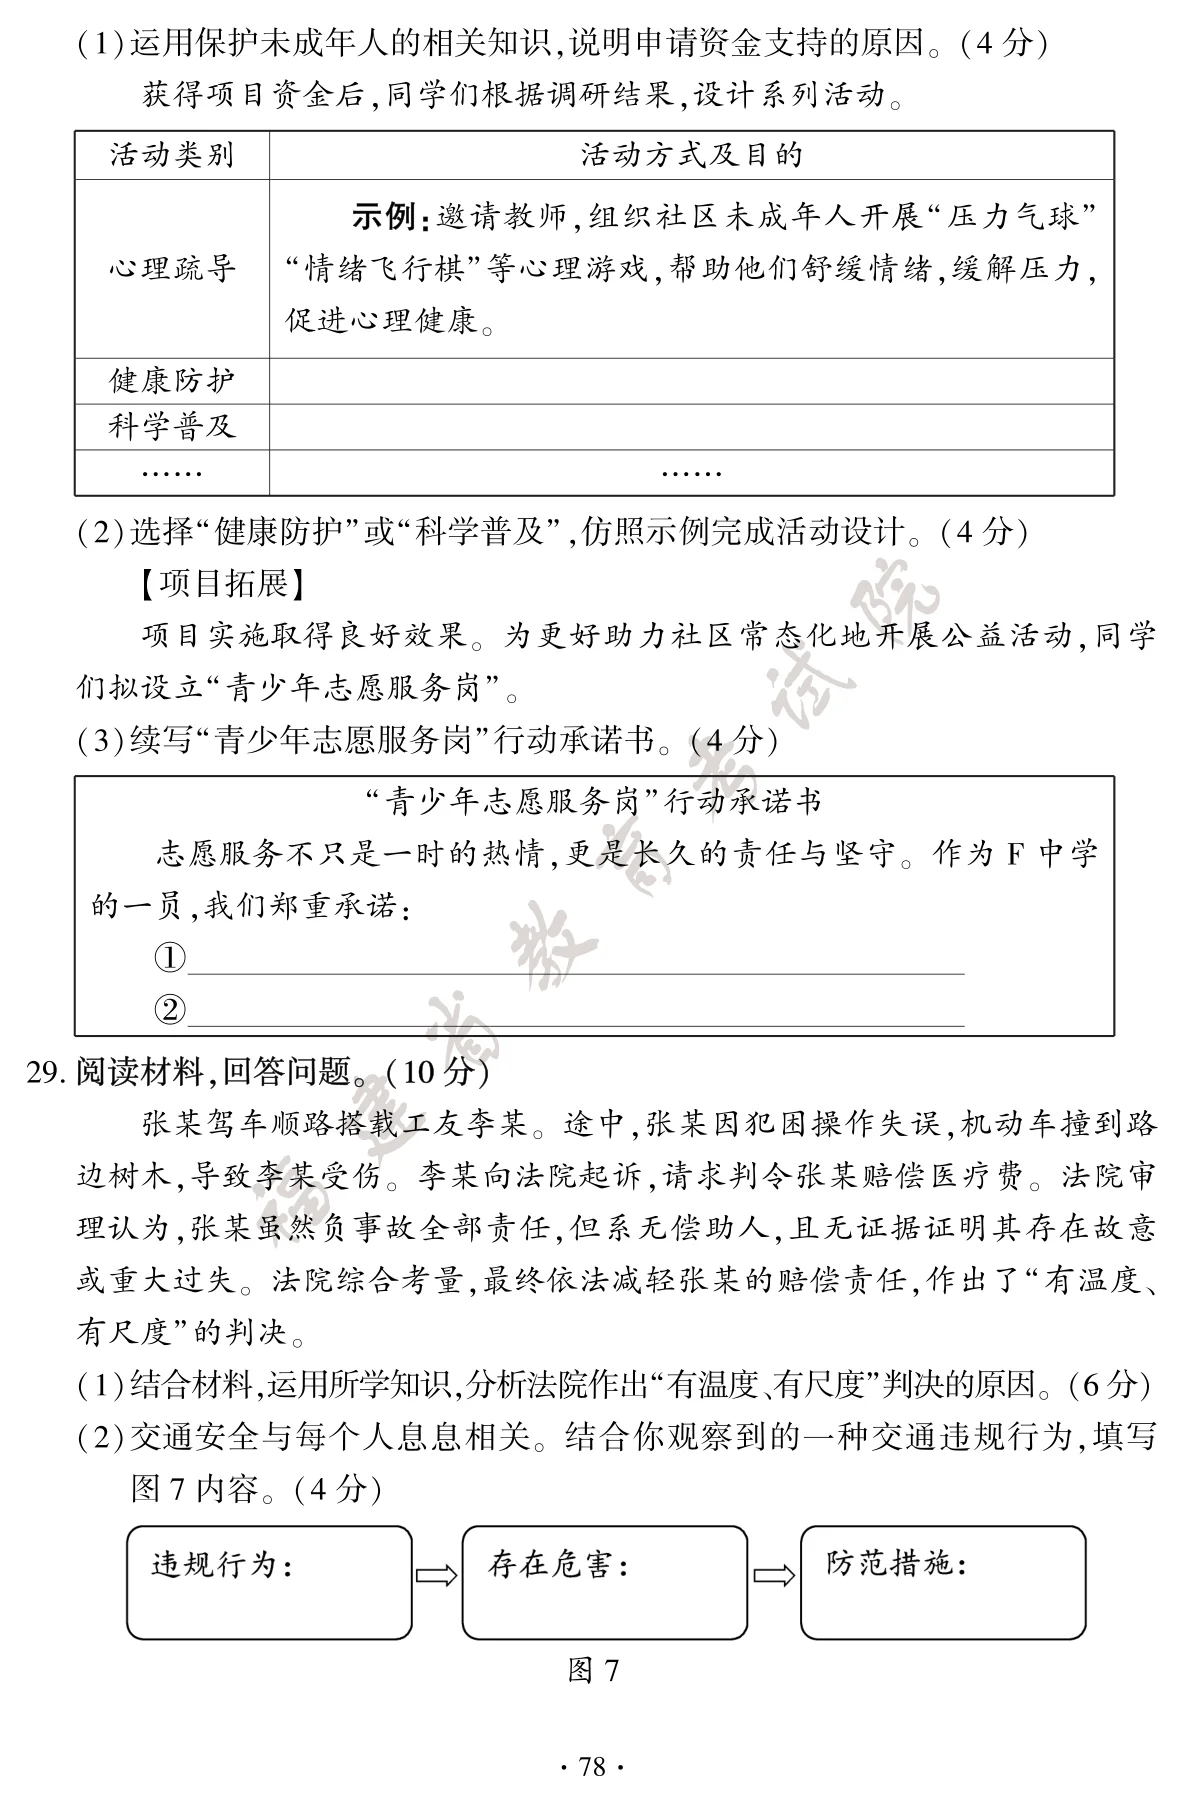 (1)运用保护未成年人的相关知识,说明申请资金支持的原因。(4分)
获得项目资金后,同学们根据调研结果,设计系列活动。
活动类别 活动方式及目的
心理疏导 示例:邀请教师,组织社区未成年人开展“压力气球”
“情绪飞行棋”等心理游戏,帮助他们舒缓情绪,缓解压力,
促进心理健康。
健康防护
科学普及
…… ……
(2)选择“健康防护”或“科学普及”,仿照示例完成活动设计。(4分)
【项目拓展】
项目实施取得良好效果。为更好助力社区常态化地开展公益活动,同学
们拟设立“青少年志愿服务岗”。
(3)续写“青少年志愿服务岗”行动承诺书。(4分)
“青少年志愿服务岗”行动承诺书
志愿服务不只是一时的热情,更是长久的责任与坚守。作为F中学
的一员,我们郑重承诺:
①
②
29.阅读材料,回答问题。(10分)
张某驾车顺路搭载工友李某。途中,张某因犯困操作失误,机动车撞到路
边树木,导致李某受伤。李某向法院起诉,请求判令张某赔偿医疗费。法院审
理认为,张某虽然负事故全部责任,但系无偿助人,且无证据证明其存在故意
或重大过失。法院综合考量,最终依法减轻张某的赔偿责任,作出了“有温度、
有尺度”的判决。
(1)结合材料,运用所学知识,分析法院作出“有温度、有尺度”判决的原因。(6分)
(2)交通安全与每个人息息相关。结合你观察到的一种交通违规行为,填写
图7内容。(4分)
违规行为: 存在危害: 防范措施:
图7
·78·
福建省教育考试院